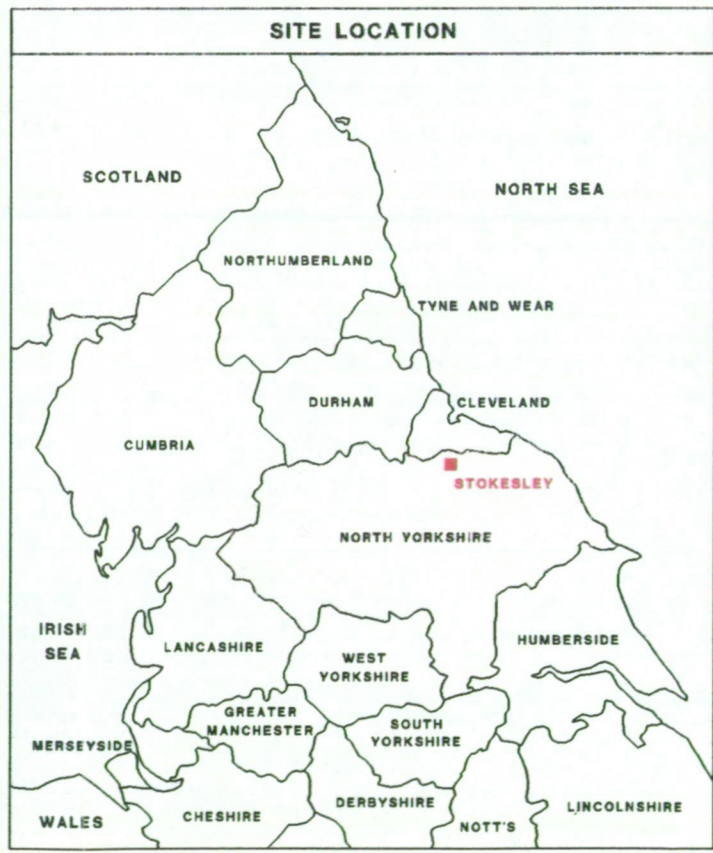 SITE LOCATION
SCOTLAND
NORTH SEA
NORTHUMBERLAND
TYNE AND WEAR
DURHAM
CLEVELAND
CUMBRIA
STOKESLEY
NORTH YORKSHIRE
IRISH
SEA
LANCASHIRE
WEST
YORKSHIRE
HUMBERSIDE
GREATER
MANCHESTER
SOUTH
YORKSHIRE
MERSEYSIDE
WALES
CHESHIRE
DERBYSHIRE
NOTT'S
LINCOLNSHIRE